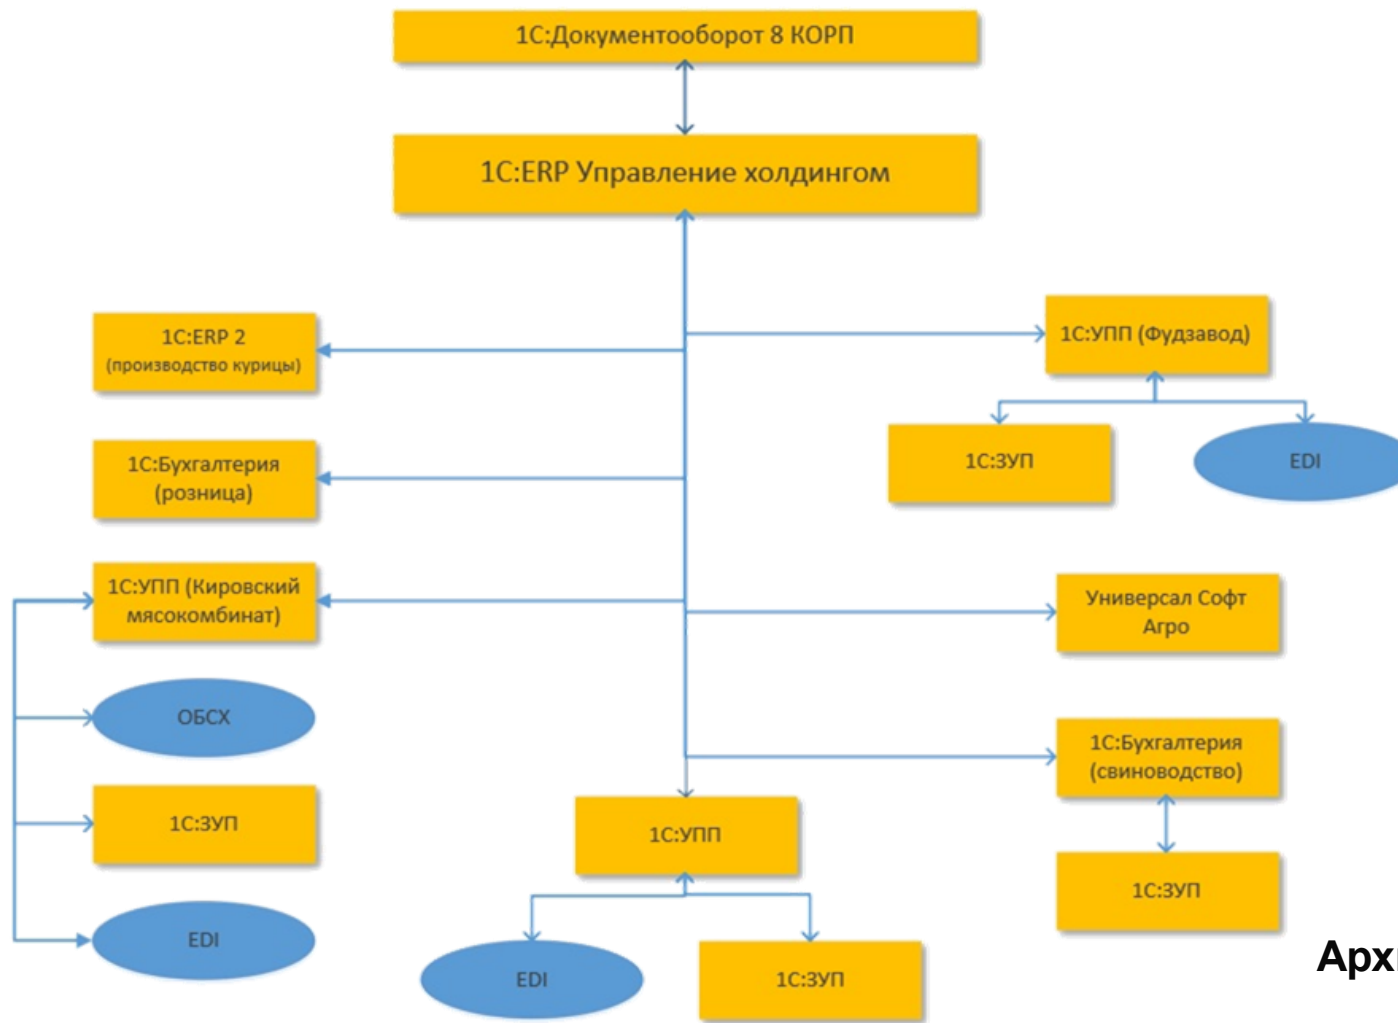 1С:Документооборот 8 КОРП
1С:ERP Управление холдингом
1С:ERP 2
(производство курицы)
1С:УПП (Фудзавод)
1С:Бухгалтерия
(розница)
1С:ЗУП
EDI
1С:УПП (Кировский
мясокомбинат)
Универсал Софт
Агро
ОБСХ
1С:Бухгалтерия
(свиноводство)
1С:ЗУП
1С:УПП
1С:ЗУП
EDI
EDI
1С:ЗУП